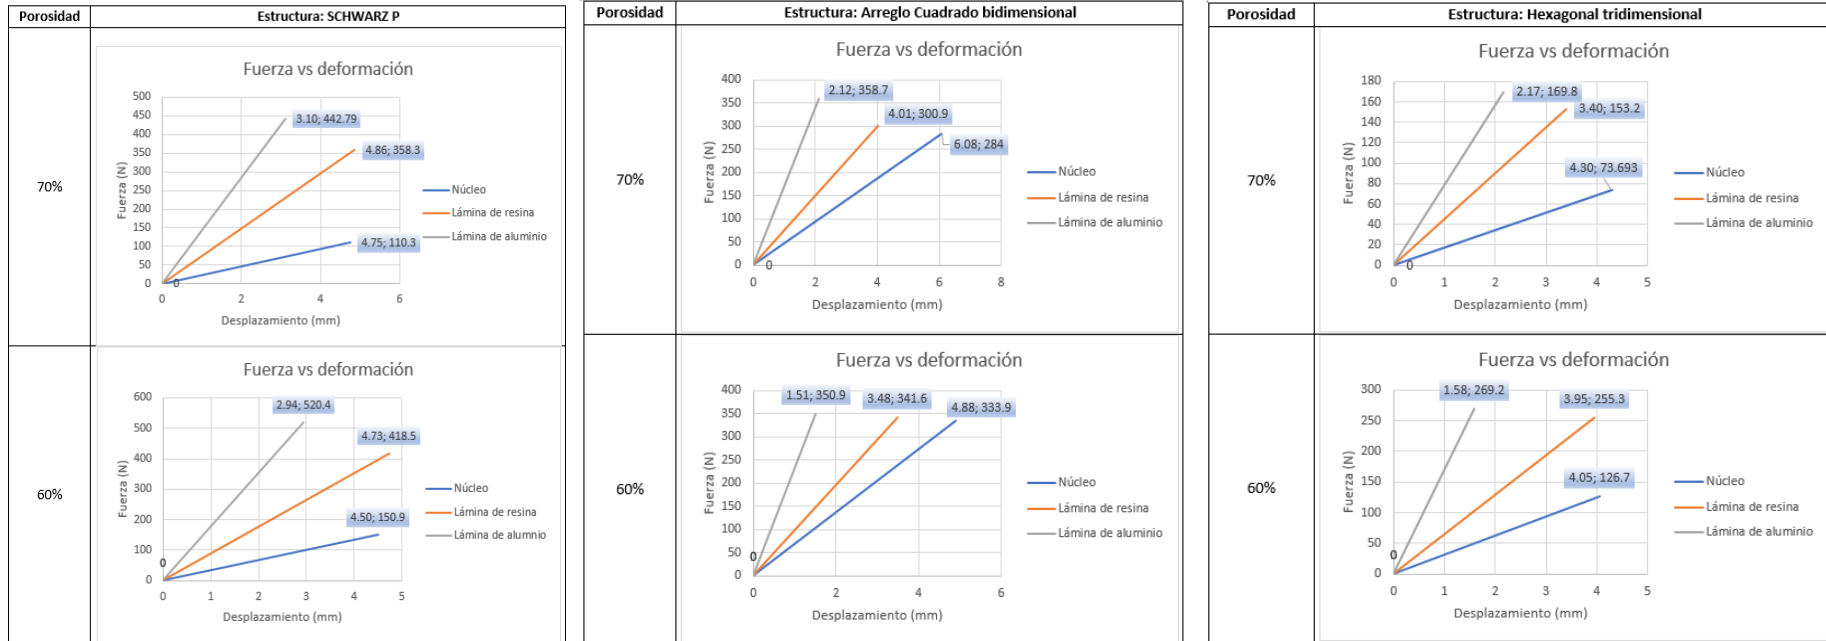 Porosidad
Estructura: SCHWARZ P
70%
Fuerza vs deformación
Fuerza (N)
500
450
400
350
300
250
200
150
100
50
0
0
3.10; 442.79
4.86; 358.3
4.75; 110.3
0
2
4
6
Desplazamiento (mm)
Núcleo
Lámina de resina
Lámina de aluminio
60%
Fuerza vs deformación
Fuerza (N)
600
500
400
300
200
100
0
0
2.94; 520.4
4.73; 418.5
4.50; 150.9
0
1
2
3
4
5
Desplazamiento (mm)
Núcleo
Lámina de resina
Lámina de alumnio
Porosidad
Estructura: Arreglo Cuadrado bidimensional
70%
Fuerza vs deformación
Fuerza (N)
400
350
300
250
200
150
100
50
0
0
2.12; 358.7
4.01; 300.9
6.08; 284
0
2
4
6
8
Desplazamiento (mm)
Núcleo
Lámina de resina
Lámina de aluminio
60%
Fuerza vs deformación
Fuerza (N)
400
350
300
250
200
150
100
50
0
0
1.51; 350.9
3.48; 341.6
4.88; 333.9
0
2
4
6
Desplazamiento (mm)
Núcleo
Lámina de resina
Lámina de aluminio
Porosidad
Estructura: Hexagonal tridimensional
70%
Fuerza vs deformación
Fuerza (N)
180
160
140
120
100
80
60
40
20
0
0
2.17; 169.8
3.40; 153.2
4.30; 73.693
0
1
2
3
4
5
Desplazamiento (mm)
Núcleo
Lámina de resina
Lámina de aluminio
60%
Fuerza vs deformación
Fuerza (N)
300
250
200
150
100
50
0
0
1.58; 269.2
3.95; 255.3
4.05; 126.7
0
1
2
3
4
5
Desplazamiento (mm)
Núcleo
Lámina de resina
Lámina de aluminio